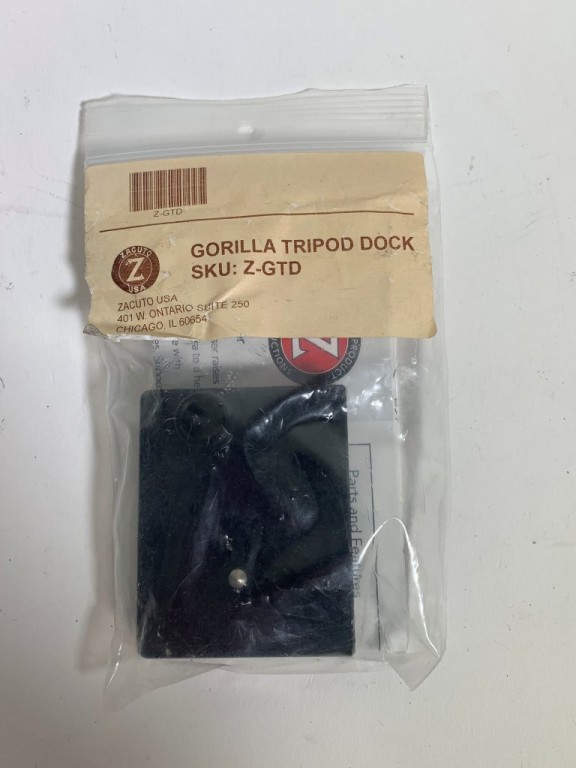 Z-GTD
ZACUTO
Z
USA
GORILLA TRIPOD DOCK
SKU: Z-GTD
ZACUTO USA
401 W. ONTARIO SUITE 250
CHICAGO, IL 60654
Z
PRODUCT
Parts and Features